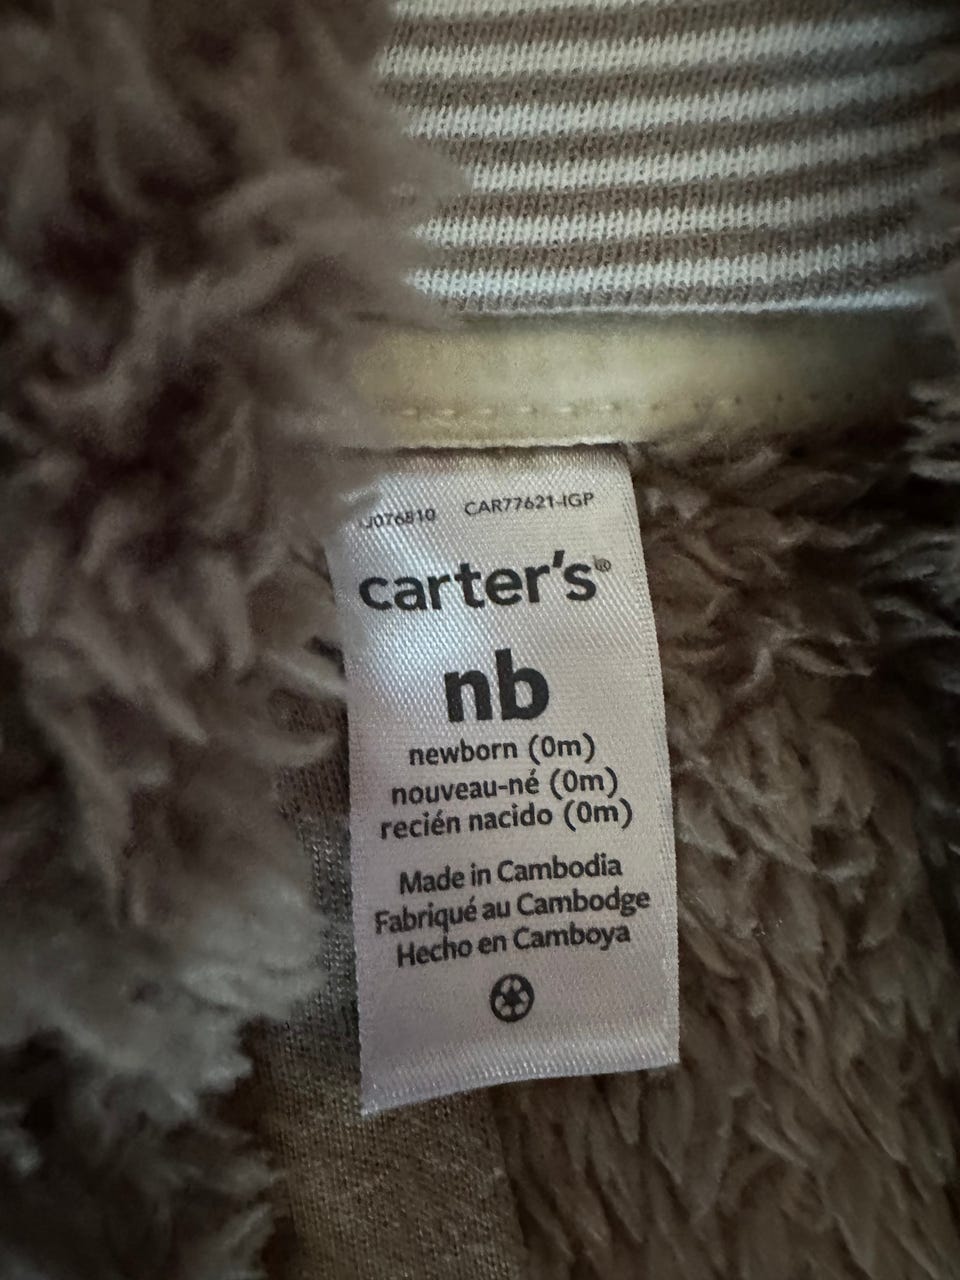 CAR77621-IGP
carter's®
nb
newborn (0m)
nouveau-né (0m)
recién nacido (0m)
Made in Cambodia
Fabriqué au Cambodge
Hecho en Camboya